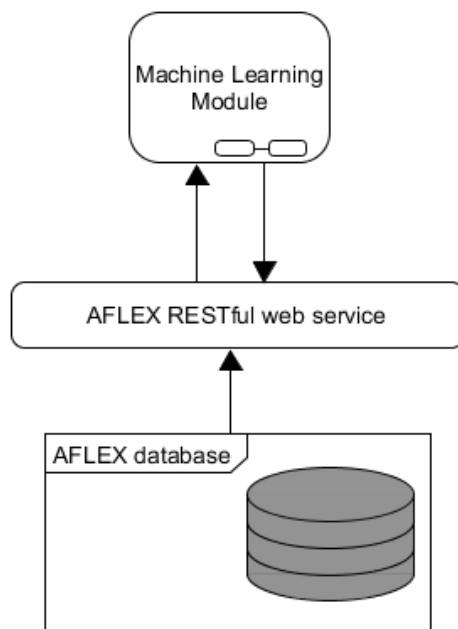 Machine Learning
Module
AFLEX RESTful web service
AFLEX database